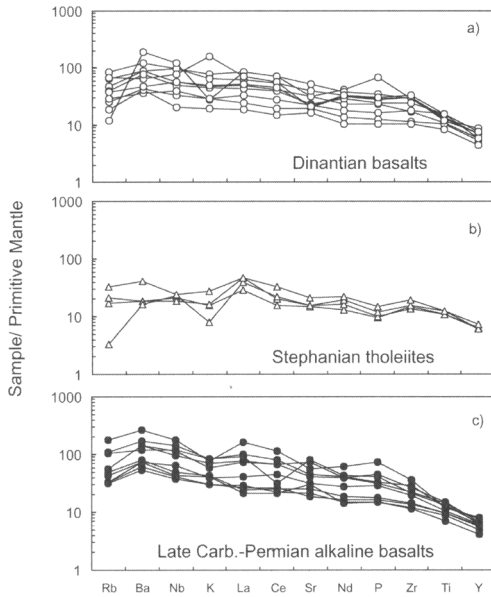 1000
a)
100
10
Dinantian basalts
1
Sample/ Primitive Mantle
1000
b)
100
10
Stephanian tholeiites
1
1000
c)
100
10
Late Carb.-Permian alkaline basalts
1
Rb Ba Nb K La Ce Sr Nd P Zr Ti Y